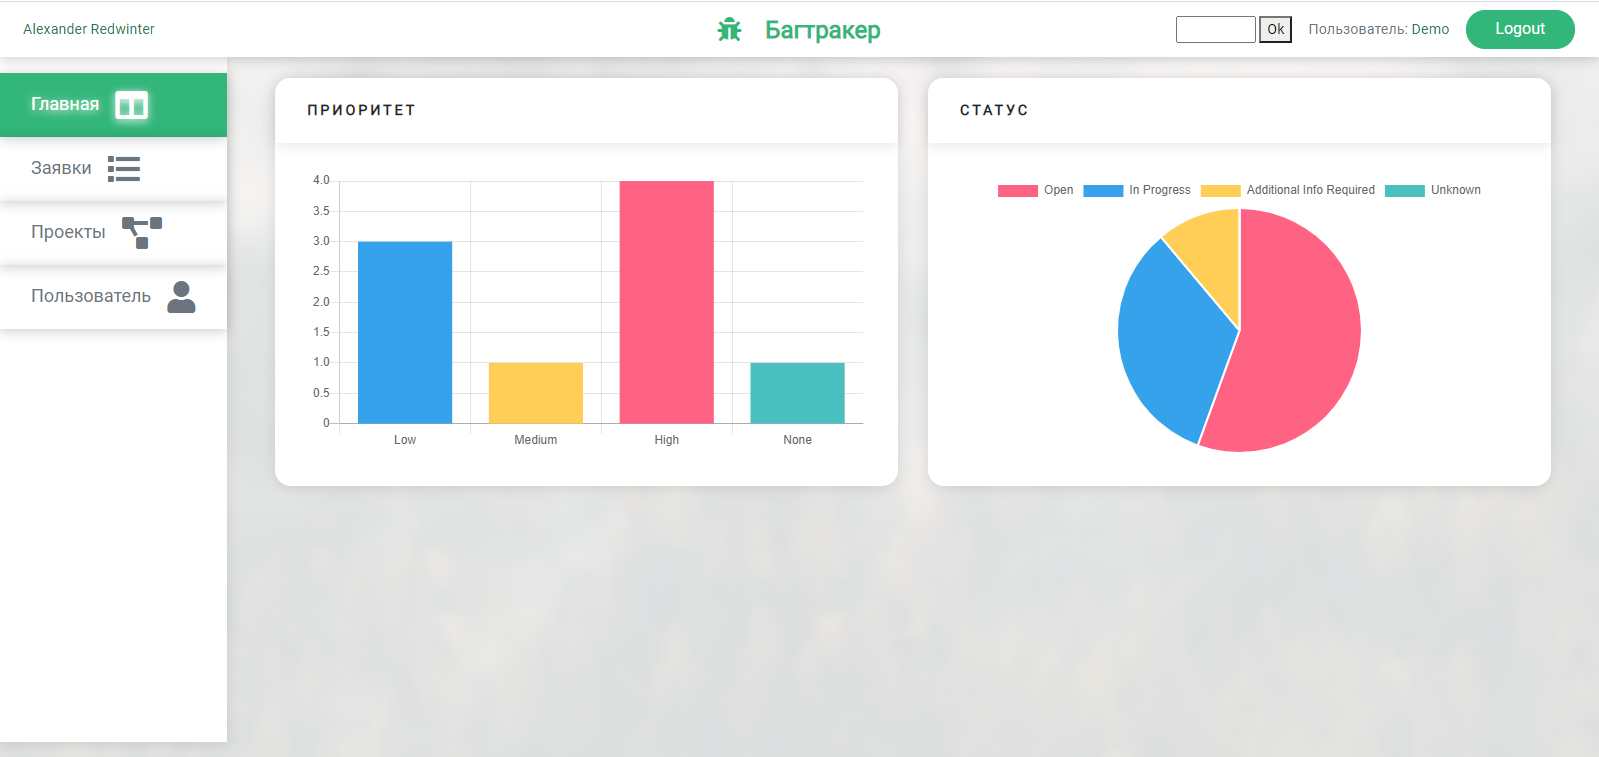 Alexander Redwinter
Багтракер
Ok
Пользователь: Demo
Logout
Главная
Заявки
Проекты
Пользователь
ПРИОРИТЕТ
4.0
3.5
3.0
2.5
2.0
1.5
1.0
0.5
0
Low Medium High None
СТАТУС
Open In Progress Additional Info Required Unknown